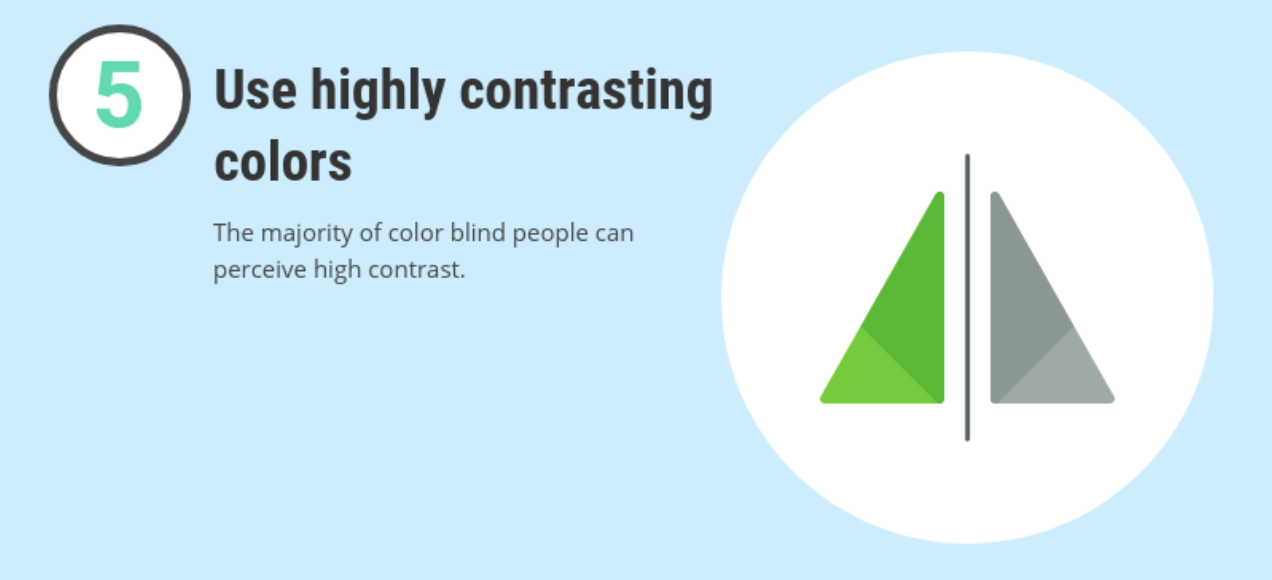 5
Use highly contrasting
colors
The majority of color blind people can
perceive high contrast.